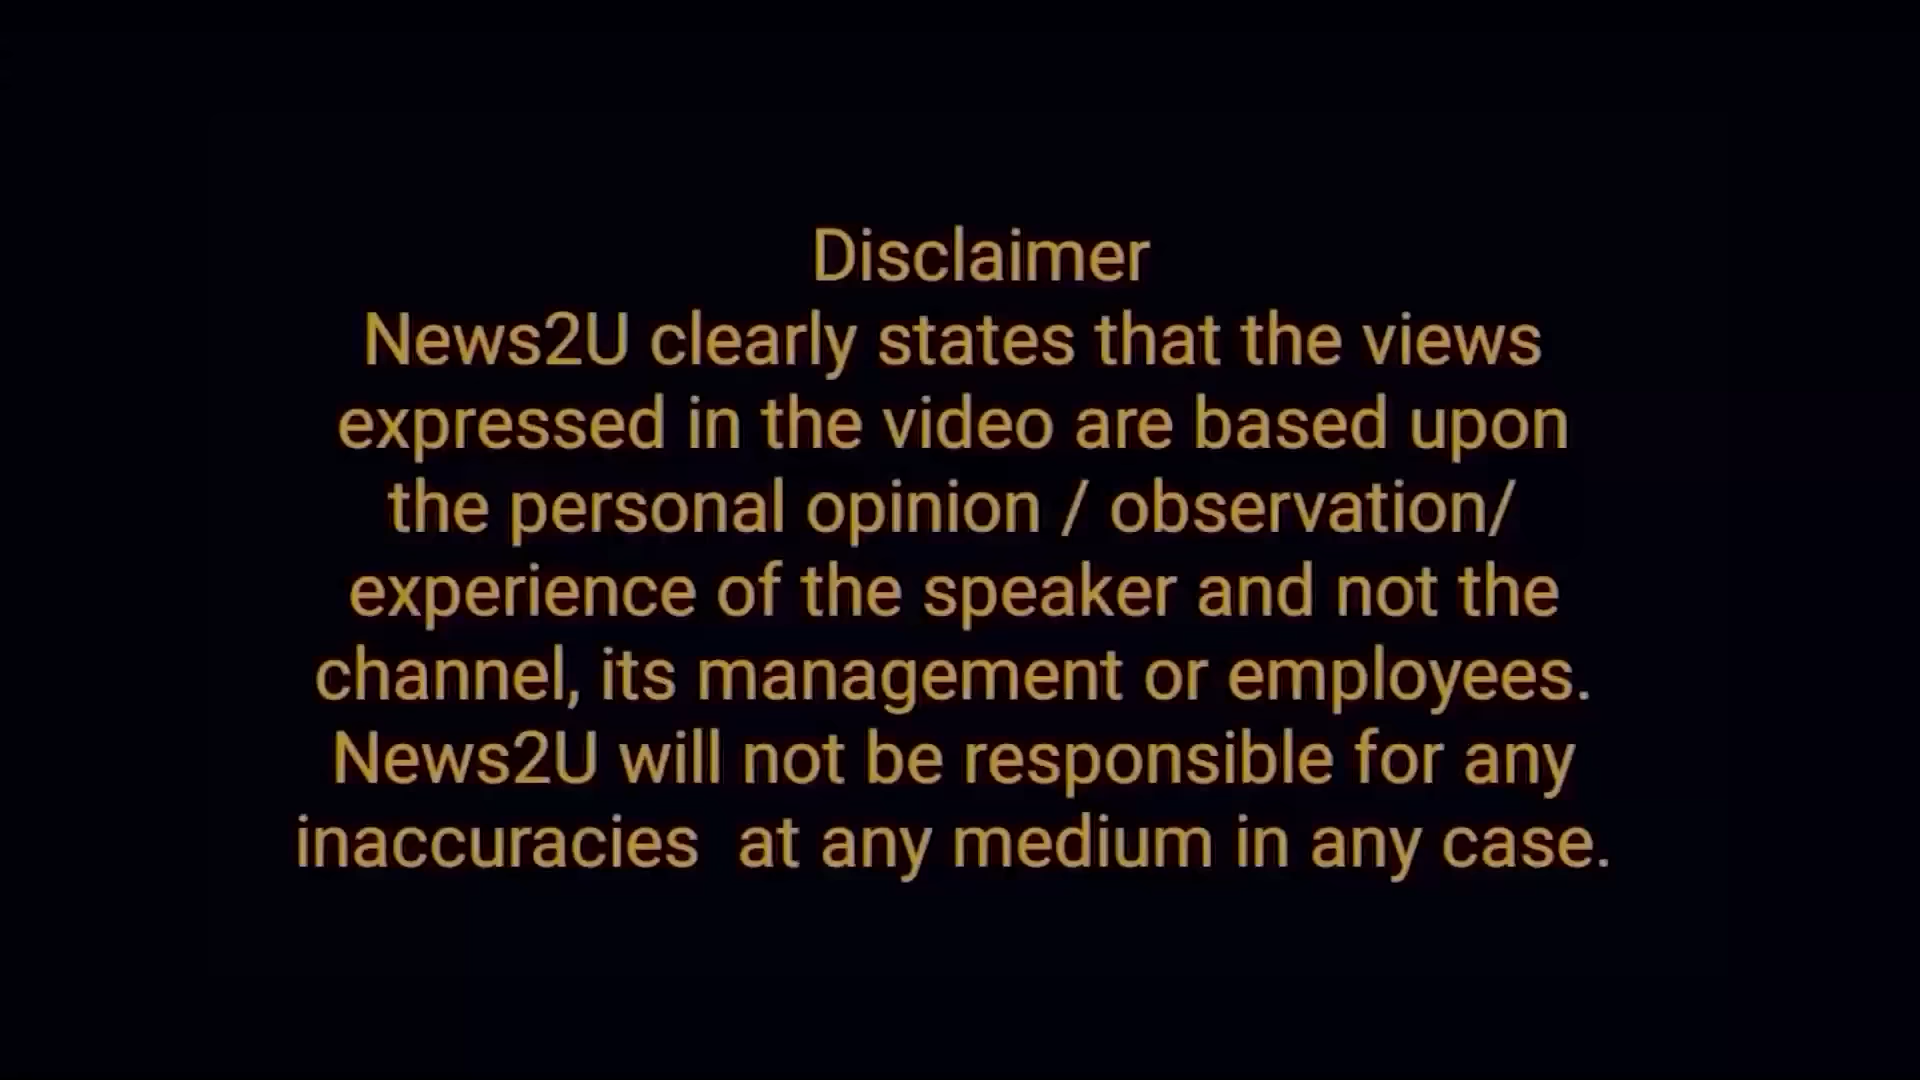 Disclaimer
News2U clearly states that the views
expressed in the video are based upon
the personal opinion / observation/
experience of the speaker and not the
channel, its management or employees.
News2U will not be responsible for any
inaccuracies  at any medium in any case.